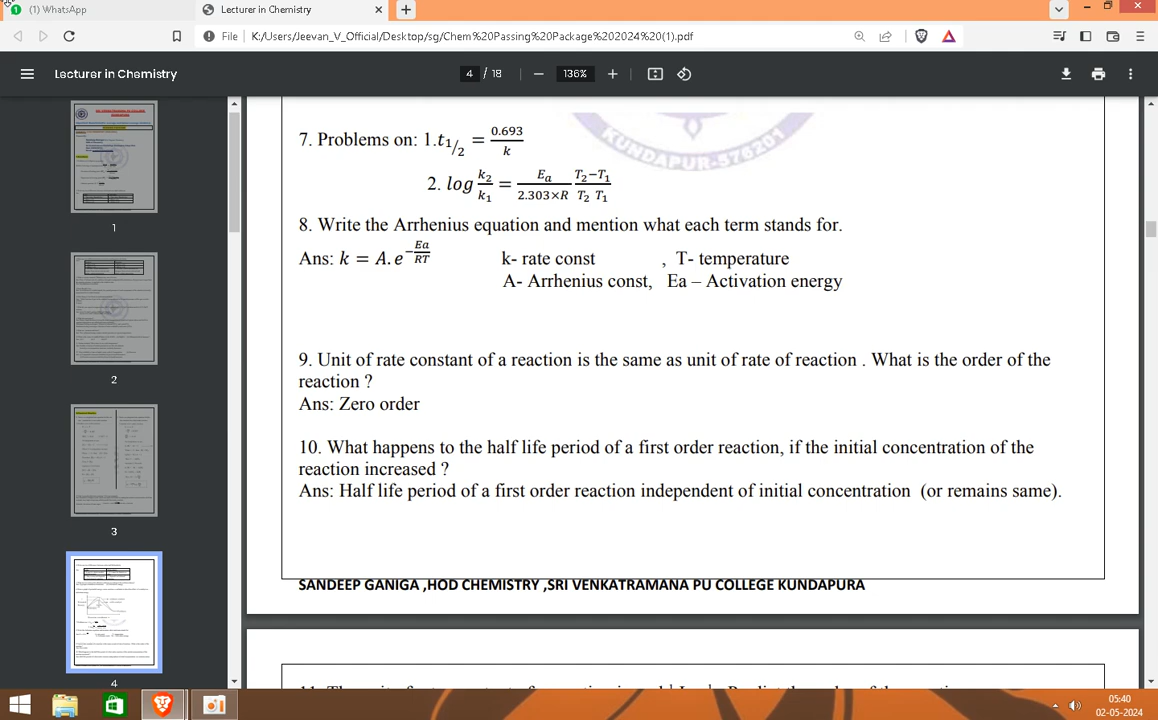 (1) WhatsApp
Lecturer in Chemistry
File K:/Users/Jeevan_V_Official/Desktop/sg/Chem%20Passing%20Package%202024%20(1).pdf
Lecturer in Chemistry
4 / 18
136%
KUNDAPUR-576201
7. Problems on: 1.t1/2 = 0.693/k
2. log k2/k1 = Ea/2.303×R T2−T1/T2 T1
8. Write the Arrhenius equation and mention what each term stands for.
Ans: k = A. e^−Ea/RT k- rate const , T- temperature
A- Arrhenius const, Ea – Activation energy
9. Unit of rate constant of a reaction is the same as unit of rate of reaction . What is the order of the
reaction ?
Ans: Zero order
10. What happens to the half life period of a first order reaction, if the initial concentration of the
reaction increased ?
Ans: Half life period of a first order reaction independent of initial concentration (or remains same).
SANDEEP GANIGA ,HOD CHEMISTRY ,SRI VENKATRAMANA PU COLLEGE KUNDAPURA
1
2
3
4
05:40
02-05-2024